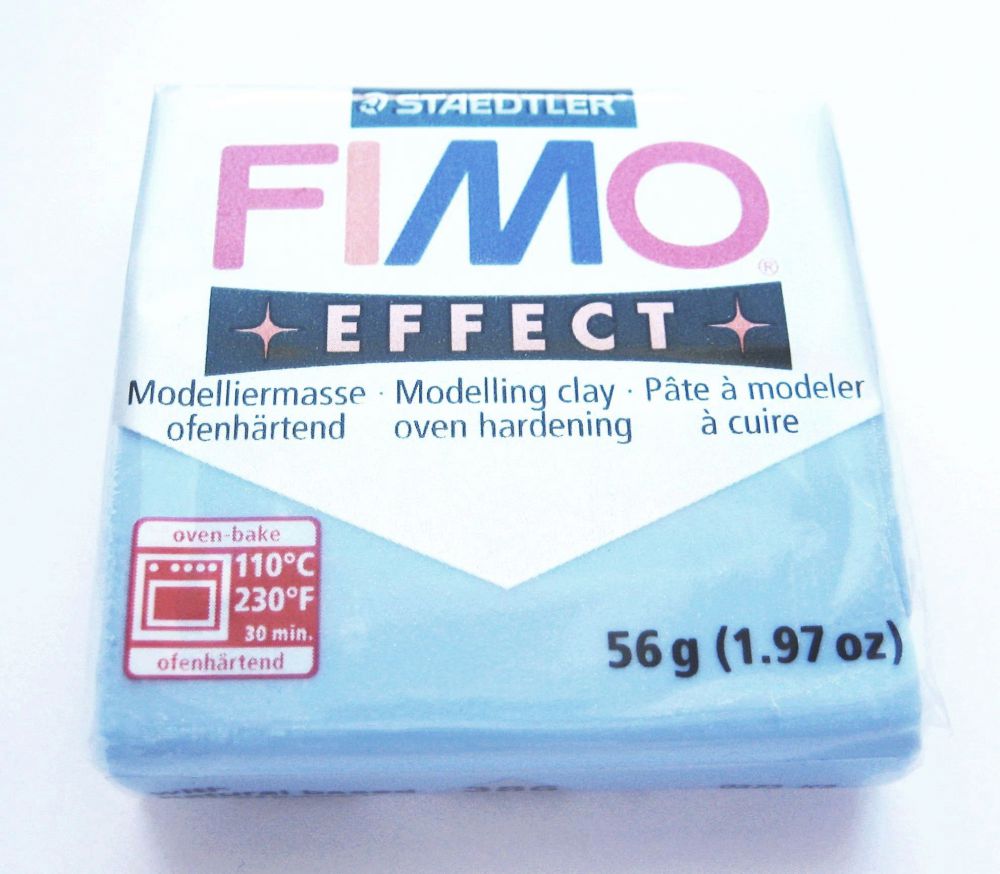 STAEDTLER
FIMO®
EFFECT
Modelliermasse · Modelling clay · Pâte à modeler
ofenhärtend oven hardening à cuire
oven-bake
110°C
230°F
30 min.
ofenhärtend
56 g (1.97 oz)